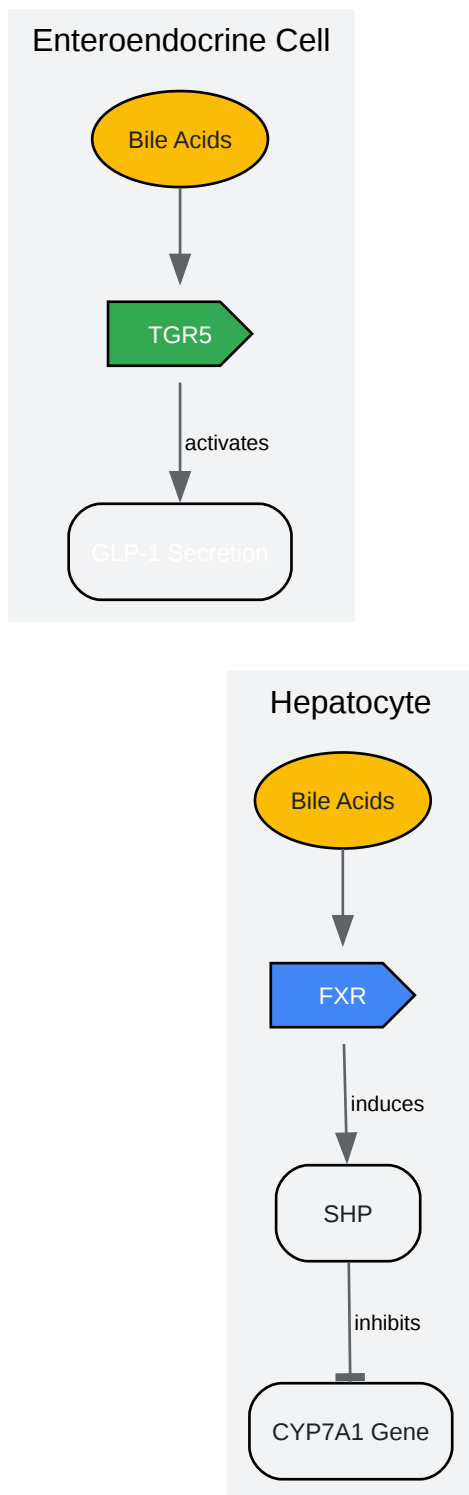 Enteroendocrine Cell
Bile Acids
TGR5
activates
GLP-1 Secretion
Hepatocyte
Bile Acids
FXR
induces
SHP
inhibits
CYP7A1 Gene